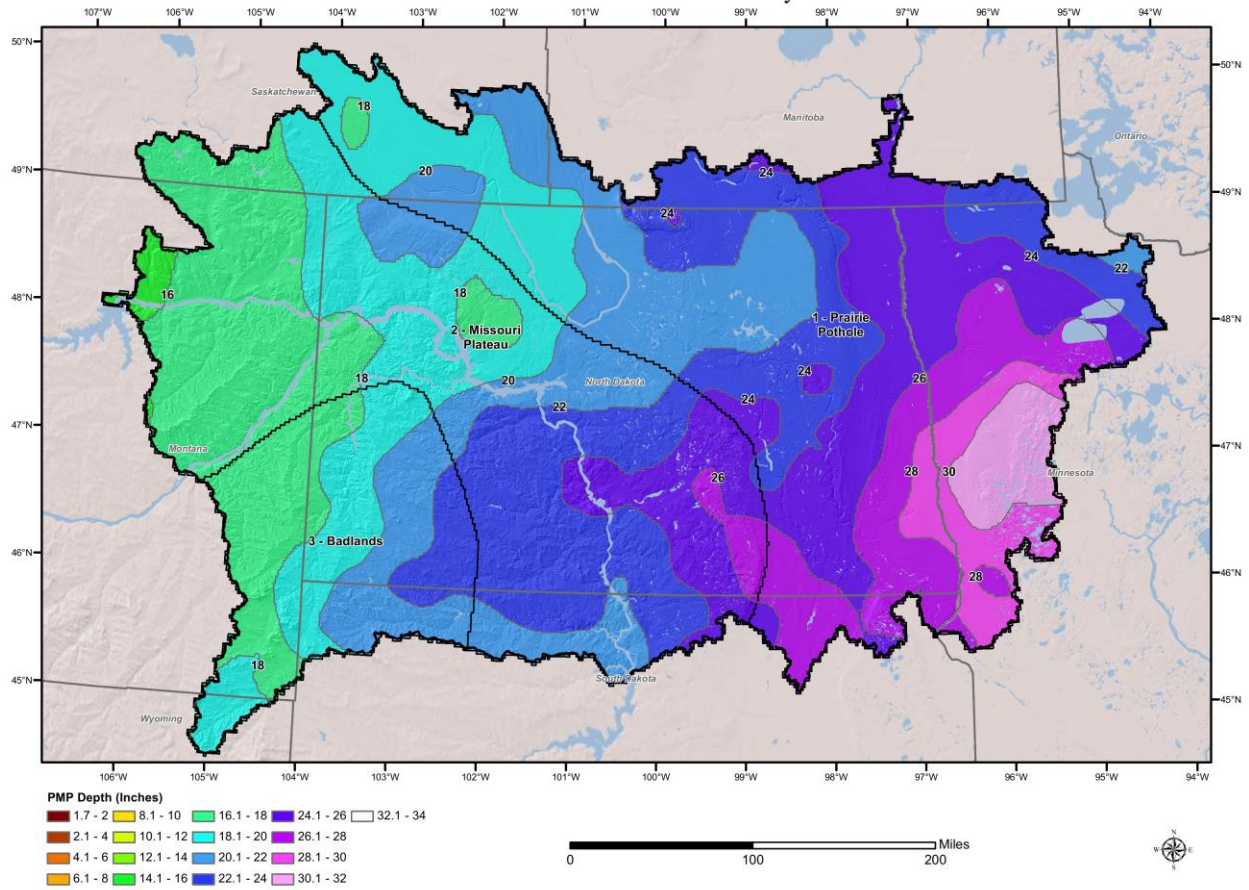 107°W 106°W 105°W 104°W 103°W 102°W 101°W 100°W 99°W 98°W 97°W 96°W 95°W 94°W
50°N
50°N
Saskatchewan
18
Manitoba
Ontario
49°N
20
24
49°N
24
24
22
48°N
16
18
48°N
2 - Missouri
Plateau
1 - Prairie
Pothole
18
20
North Dakota
24
26
22
24
47°N
47°N
Montana
28
30
Minnesota
26
46°N
3 - Badlands
46°N
28
18
45°N
South Dakota
45°N
Wyoming
106°W 105°W 104°W 103°W 102°W 101°W 100°W 99°W 98°W 97°W 96°W 95°W 94°W
PMP Depth (Inches)
1.7 - 2 8.1 - 10 16.1 - 18 24.1 - 26 32.1 - 34
2.1 - 4 10.1 - 12 18.1 - 20 26.1 - 28
4.1 - 6 12.1 - 14 20.1 - 22 28.1 - 30
6.1 - 8 14.1 - 16 22.1 - 24 30.1 - 32
Miles
0 100 200
N
W E
S